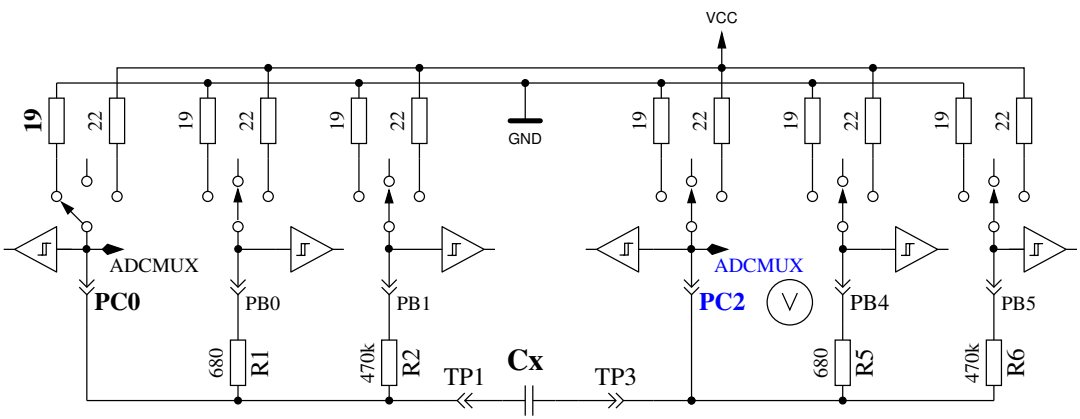 VCC
19
22
19
22
19
22
GND
19
22
19
22
19
22
ADCMUX
ADCMUX
PC0
PB0
PB1
PC2
V
PB4
PB5
680
R1
470k
R2
680
R5
470k
R6
TP1
Cx
TP3